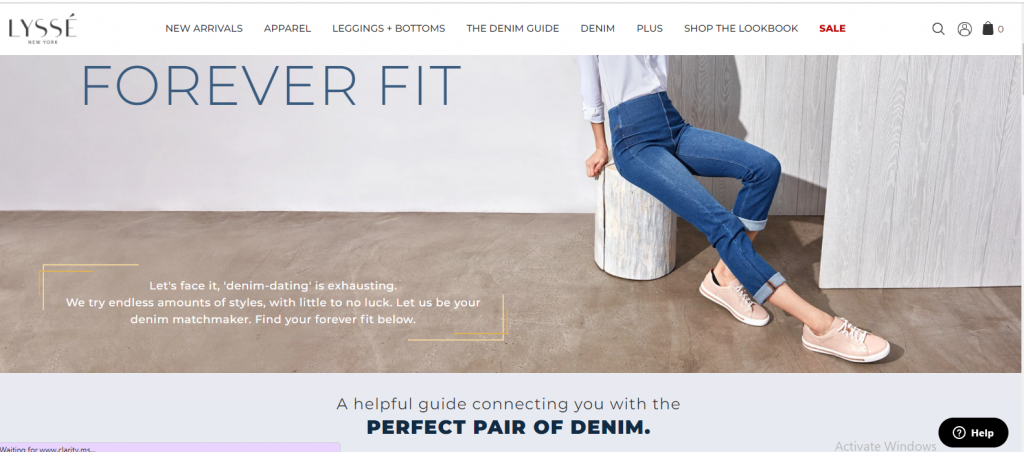 LYSSÉ
NEW YORK
NEW ARRIVALS APPAREL LEGGINGS + BOTTOMS THE DENIM GUIDE DENIM PLUS SHOP THE LOOKBOOK SALE
0
FOREVER FIT
Let's face it, 'denim-dating' is exhausting.
We try endless amounts of styles, with little to no luck. Let us be your
denim matchmaker. Find your forever fit below.
A helpful guide connecting you with the
PERFECT PAIR OF DENIM.
Help
Activate Windows
Waiting for www.clarity.ms...